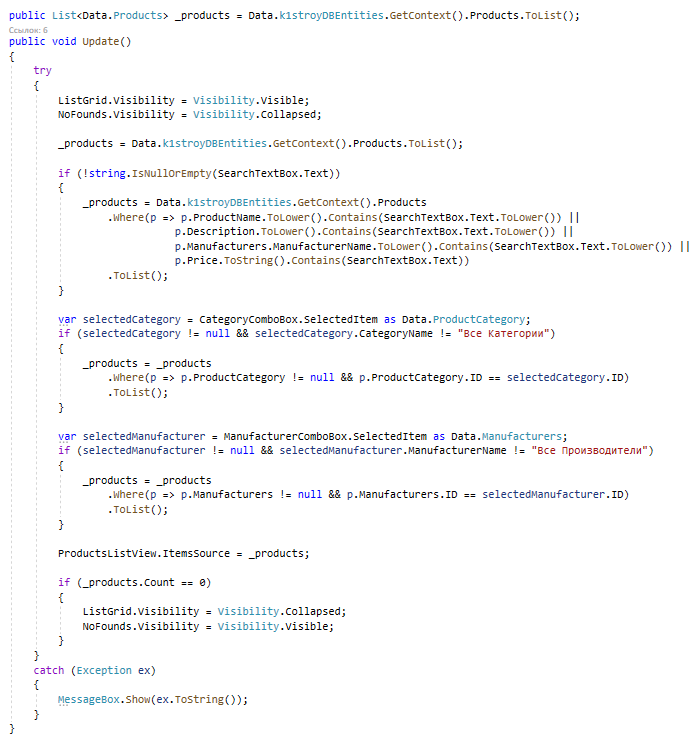 public List<Data.Products> _products = Data.k1stroyDBEntities.GetContext().Products.ToList();
Ссылок: 6
public void Update()
{
    try
    {
        ListGrid.Visibility = Visibility.Visible;
        NoFounds.Visibility = Visibility.Collapsed;

        _products = Data.k1stroyDBEntities.GetContext().Products.ToList();

        if (!string.IsNullOrEmpty(SearchTextBox.Text))
        {
            _products = Data.k1stroyDBEntities.GetContext().Products
                .Where(p => p.ProductName.ToLower().Contains(SearchTextBox.Text.ToLower()) ||
                           p.Description.ToLower().Contains(SearchTextBox.Text.ToLower()) ||
                           p.Manufacturers.ManufacturerName.ToLower().Contains(SearchTextBox.Text.ToLower()) ||
                           p.Price.ToString().Contains(SearchTextBox.Text))
                .ToList();
        }

        var selectedCategory = CategoryComboBox.SelectedItem as Data.ProductCategory;
        if (selectedCategory != null && selectedCategory.CategoryName != "Все Категории")
        {
            _products = _products
                .Where(p => p.ProductCategory != null && p.ProductCategory.ID == selectedCategory.ID)
                .ToList();
        }

        var selectedManufacturer = ManufacturerComboBox.SelectedItem as Data.Manufacturers;
        if (selectedManufacturer != null && selectedManufacturer.ManufacturerName != "Все Производители")
        {
            _products = _products
                .Where(p => p.Manufacturers != null && p.Manufacturers.ID == selectedManufacturer.ID)
                .ToList();
        }

        ProductsListView.ItemsSource = _products;

        if (_products.Count == 0)
        {
            ListGrid.Visibility = Visibility.Collapsed;
            NoFounds.Visibility = Visibility.Visible;
        }
    }
    catch (Exception ex)
    {
        MessageBox.Show(ex.ToString());
    }
}